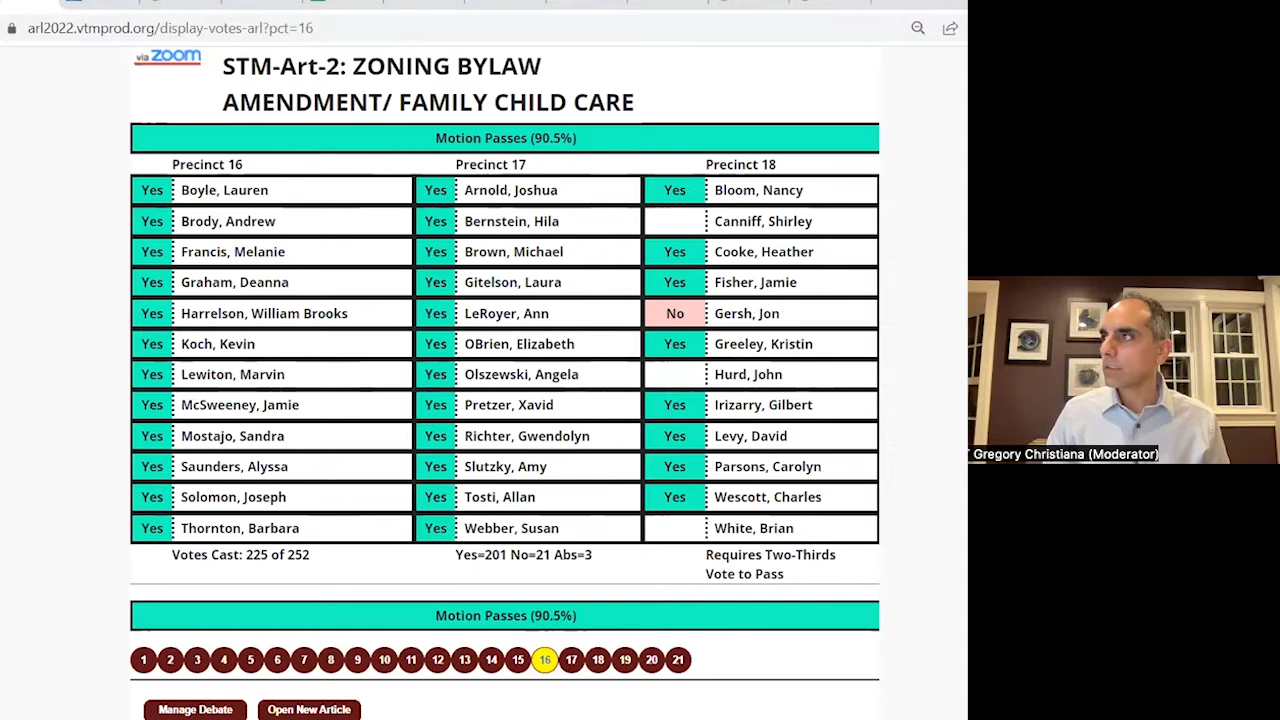 arl2022.vtmprod.org/display-votes-arl?pct=16
via zoom
STM-Art-2: ZONING BYLAW
AMENDMENT/ FAMILY CHILD CARE
Motion Passes (90.5%)
Precinct 16 Precinct 17 Precinct 18
Yes Boyle, Lauren Yes Arnold, Joshua Yes Bloom, Nancy
Yes Brody, Andrew Yes Bernstein, Hila Canniff, Shirley
Yes Francis, Melanie Yes Brown, Michael Yes Cooke, Heather
Yes Graham, Deanna Yes Gitelson, Laura Yes Fisher, Jamie
Yes Harrelson, William Brooks Yes LeRoyer, Ann No Gersh, Jon
Yes Koch, Kevin Yes OBrien, Elizabeth Yes Greeley, Kristin
Yes Lewiton, Marvin Yes Olszewski, Angela Hurd, John
Yes McSweeney, Jamie Yes Pretzer, Xavid Yes Irizarry, Gilbert
Yes Mostajo, Sandra Yes Richter, Gwendolyn Yes Levy, David
Yes Saunders, Alyssa Yes Slutzky, Amy Yes Parsons, Carolyn
Yes Solomon, Joseph Yes Tosti, Allan Yes Wescott, Charles
Yes Thornton, Barbara Yes Webber, Susan White, Brian
Votes Cast: 225 of 252 Yes=201 No=21 Abs=3 Requires Two-Thirds
Vote to Pass
Motion Passes (90.5%)
1 2 3 4 5 6 7 8 9 10 11 12 13 14 15 16 17 18 19 20 21
Manage Debate Open New Article
Gregory Christiana (Moderator)